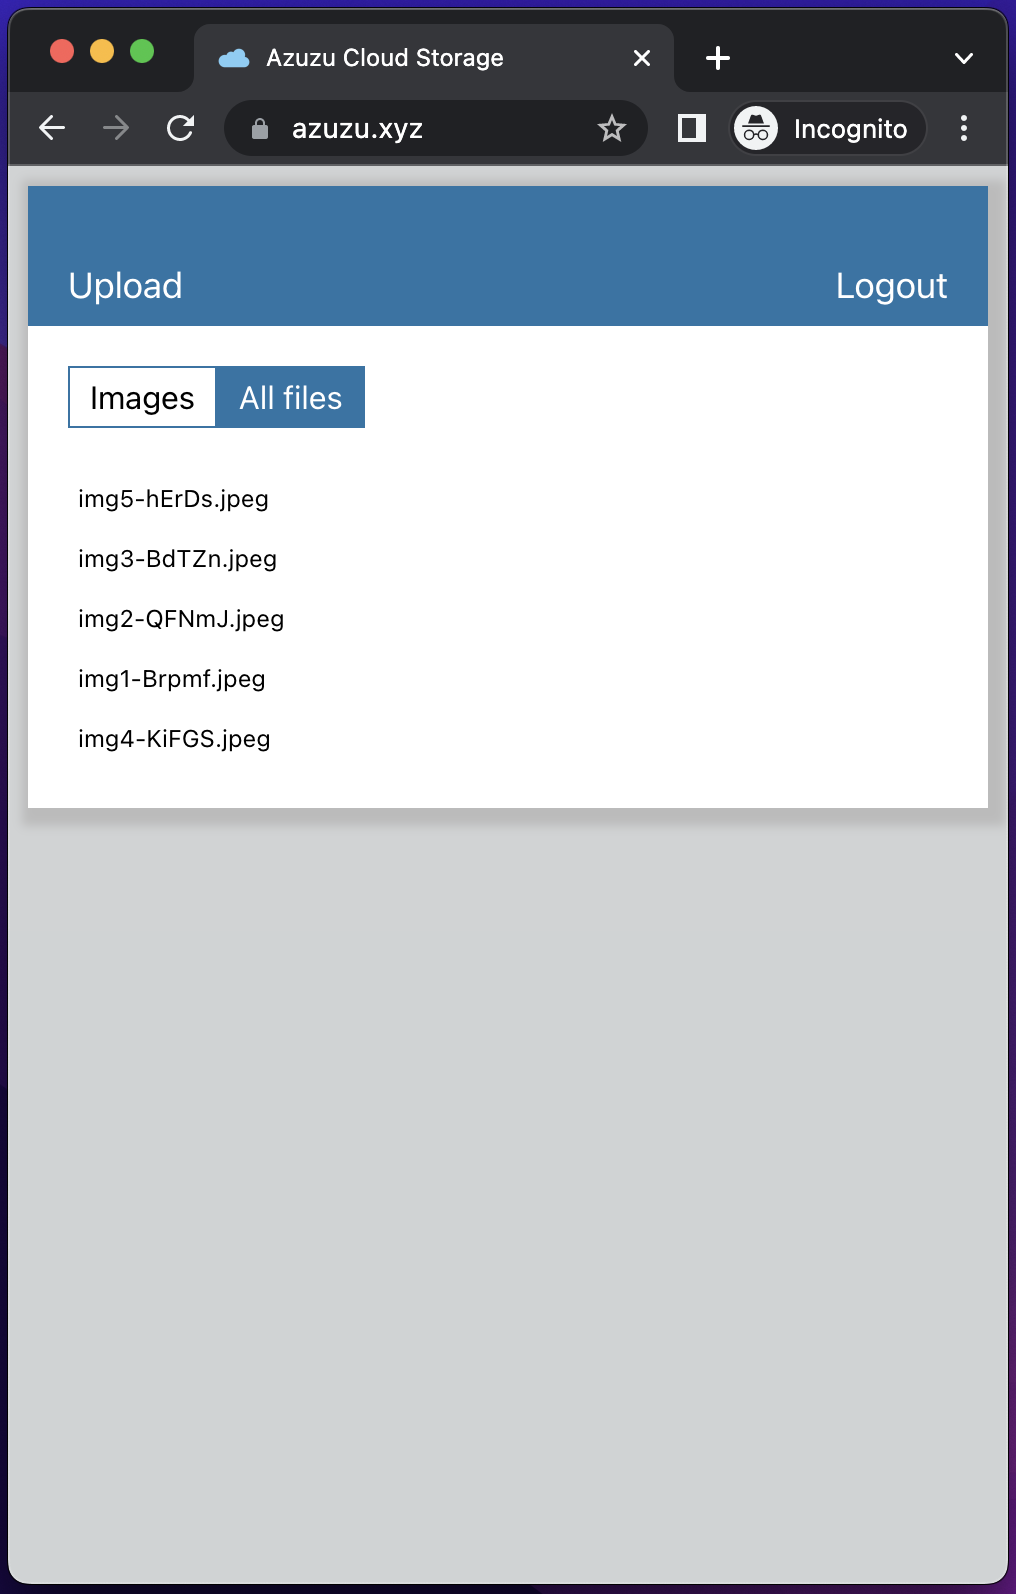 Azuzu Cloud Storage
azuzu.xyz
Incognito
Upload
Logout
Images
All files
img5-hErDs.jpeg
img3-BdTZn.jpeg
img2-QFNmJ.jpeg
img1-Brpmf.jpeg
img4-KiFGS.jpeg